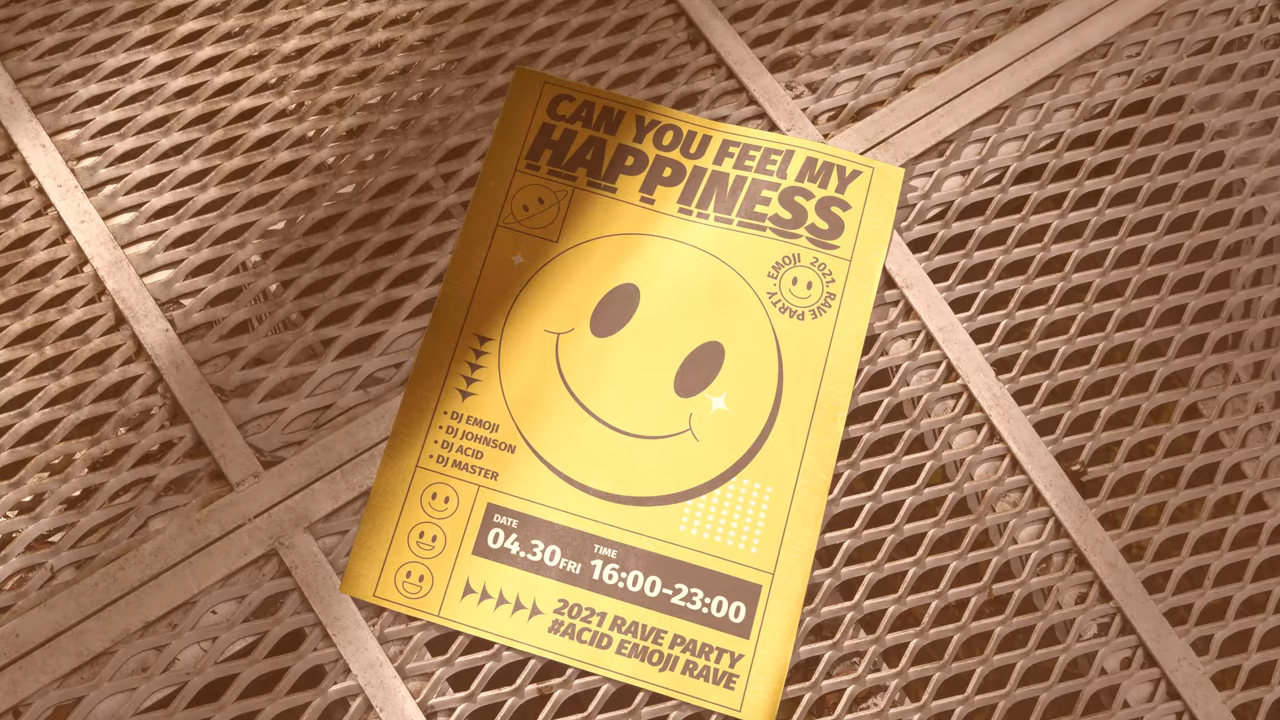 CAN YOU FEEl MY
HAPPINESS
EMOJI 2021 · RAVE PARTY ·
• DJ EMOJI
• DJ JOHNSON
• DJ ACID
• DJ MASTER
DATE
04.30FRI
TIME
16:00-23:00
2021 RAVE PARTY
#ACID EMOJI RAVE